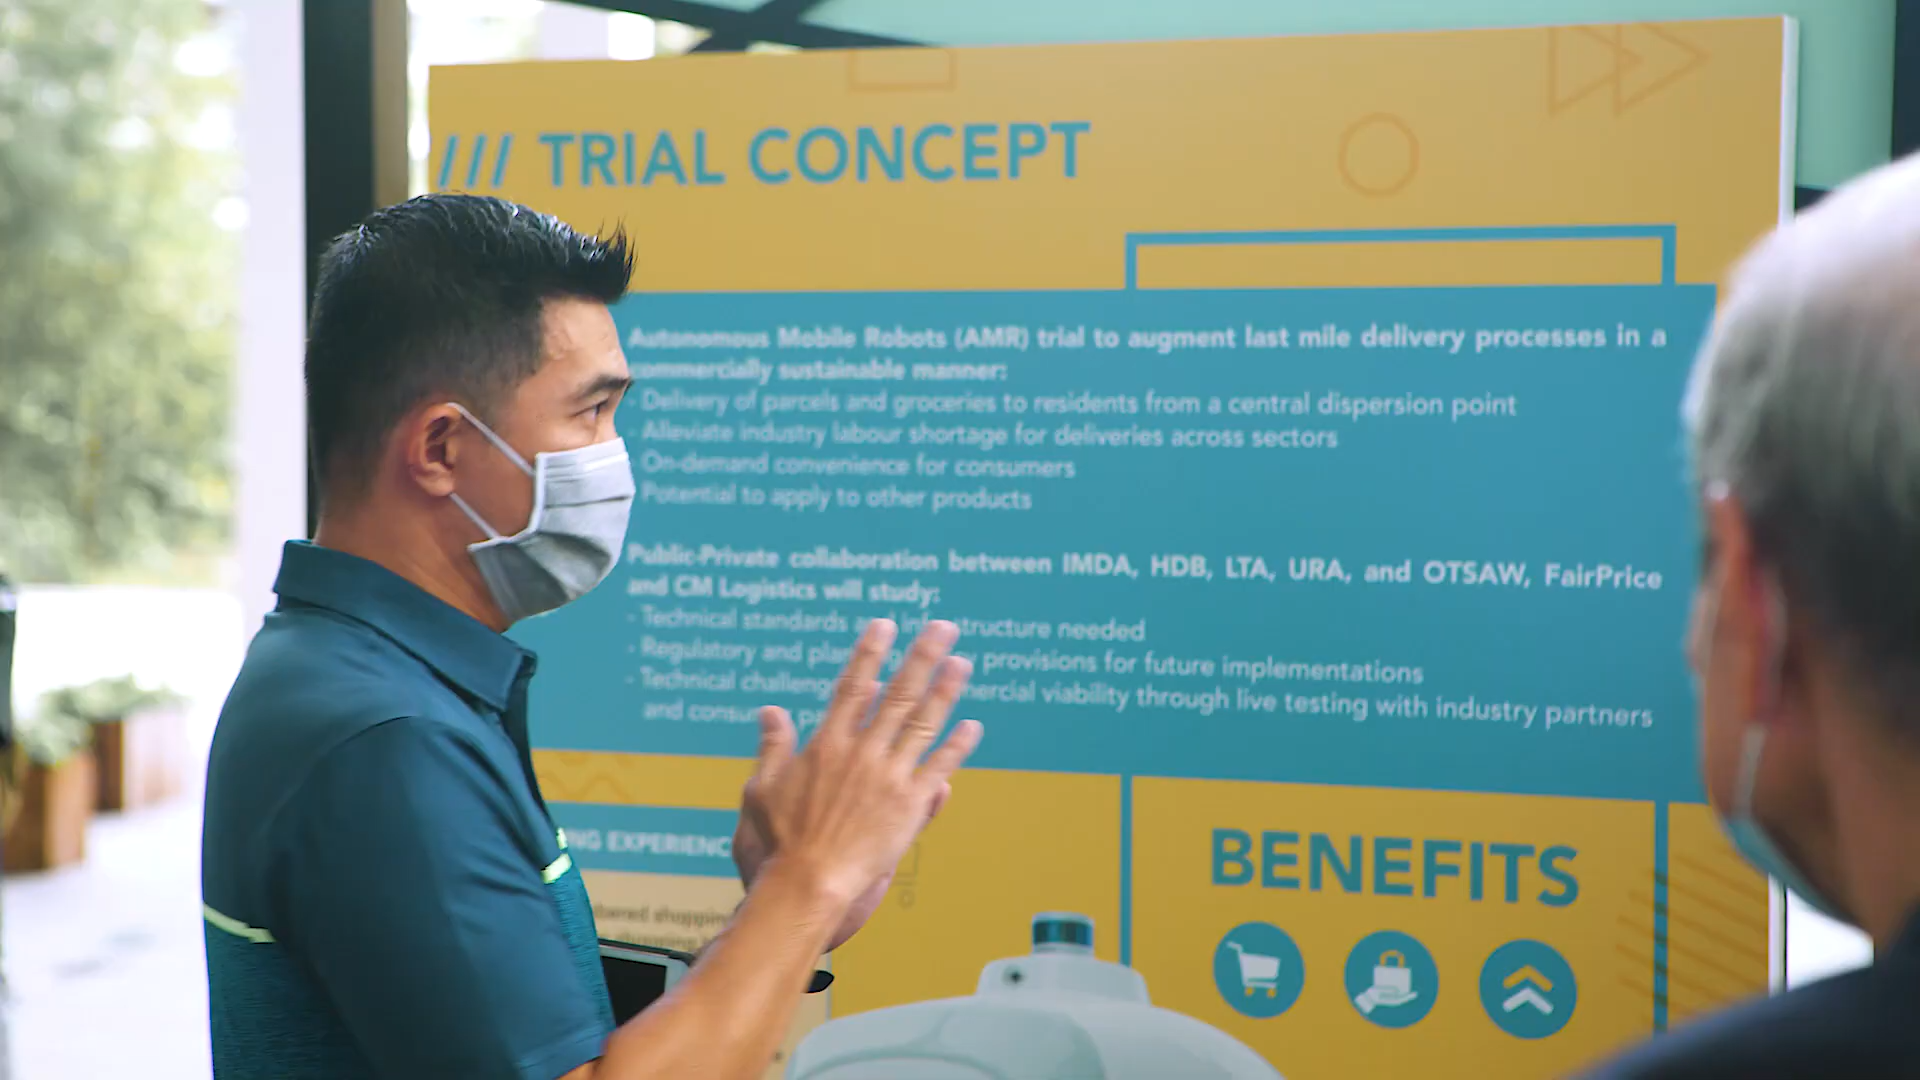 /// TRIAL CONCEPT
Autonomous Mobile Robots (AMR) trial to augment last mile delivery processes in a
commercially sustainable manner:
- Delivery of parcels and groceries to residents from a central dispersion point
- Alleviate industry labour shortage for deliveries across sectors
- On-demand convenience for consumers
- Potential to apply to other products
Public-Private collaboration between IMDA, HDB, LTA, URA, and OTSAW, FairPrice
and CM Logistics will study:
- Technical standards and infrastructure needed
- Regulatory and provisions for future implementations
- Technical viability through live testing with industry partners
and
BENEFITS
shopping